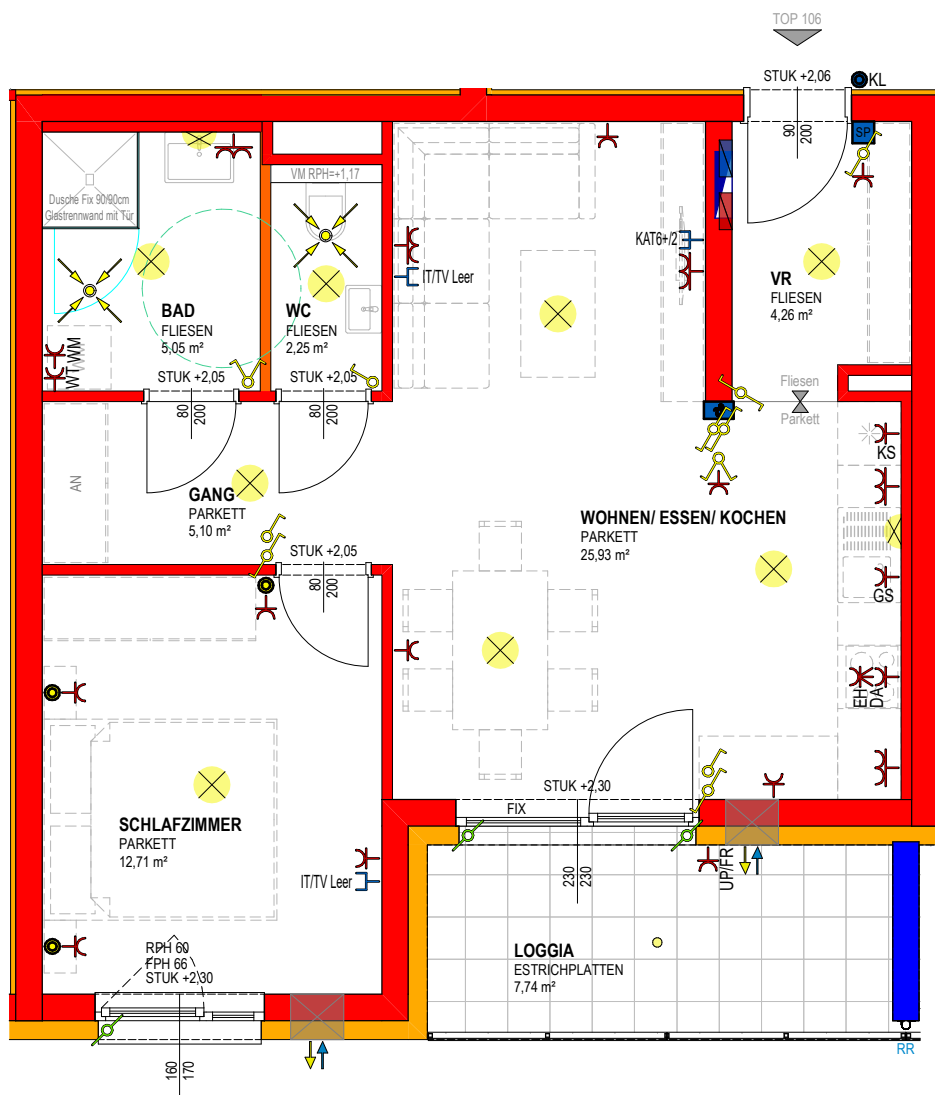 TOP 106
STUK +2,06
KL
90
200
SP
VM RPH=+1,17
Dusche Fix 90/90cm
Glastrennwand mit Tür
KAT6+/2
IT/TV Leer
BAD
FLIESEN
5,05 m²
WC
FLIESEN
2,25 m²
VR
FLIESEN
4,26 m²
WT WM
STUK +2,05
STUK +2,05
80
200
80
200
Fliesen
Parkett
KS
AN
GANG
PARKETT
5,10 m²
WOHNEN/ ESSEN/ KOCHEN
PARKETT
25,93 m²
STUK +2,05
80
200
GS
EH
DA
STUK +2,30
FIX
SCHLAFZIMMER
PARKETT
12,71 m²
IT/TV Leer
230
230
UP/FR
LOGGIA
ESTRICHPLATTEN
7,74 m²
RPH 60
FPH 66
STUK +2,30
160
170
RR